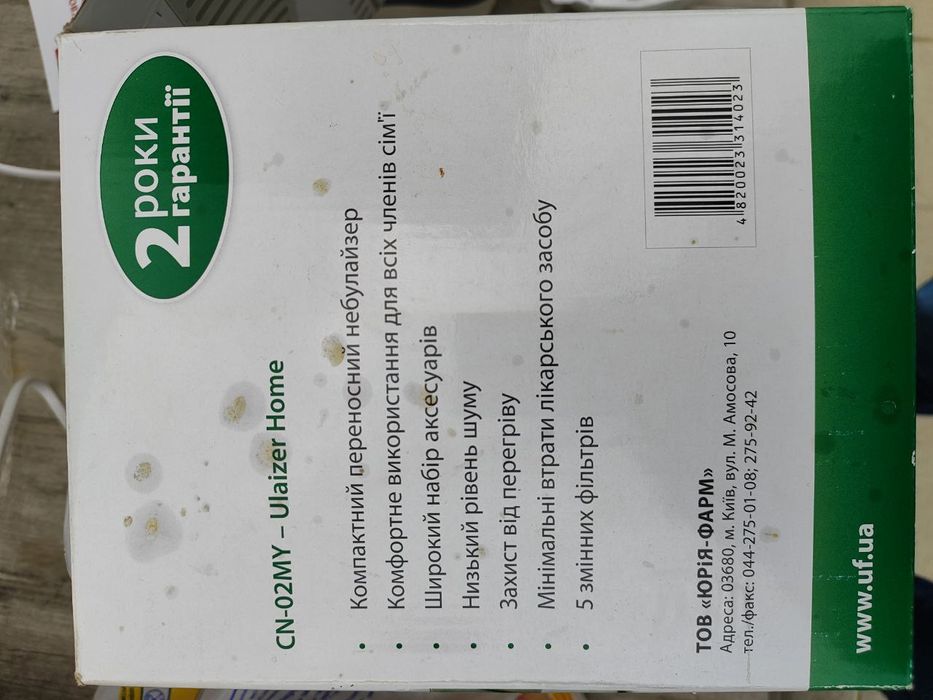 2 роки
гарантії
CN-02MY – Ulaizer Home
• Компактний переносний небулайзер
• Комфортне використання для всіх членів сім'ї
• Широкий набір аксесуарів
• Низький рівень шуму
• Захист від перегріву
• Мінімальні втрати лікарського засобу
• 5 змінних фільтрів
4 820023 314023
ТОВ «ЮРіЯ-ФАРМ»
Адреса: 03680, м. Київ, вул. М. Амосова, 10
тел./факс: 044-275-01-08; 275-92-42
www.uf.ua